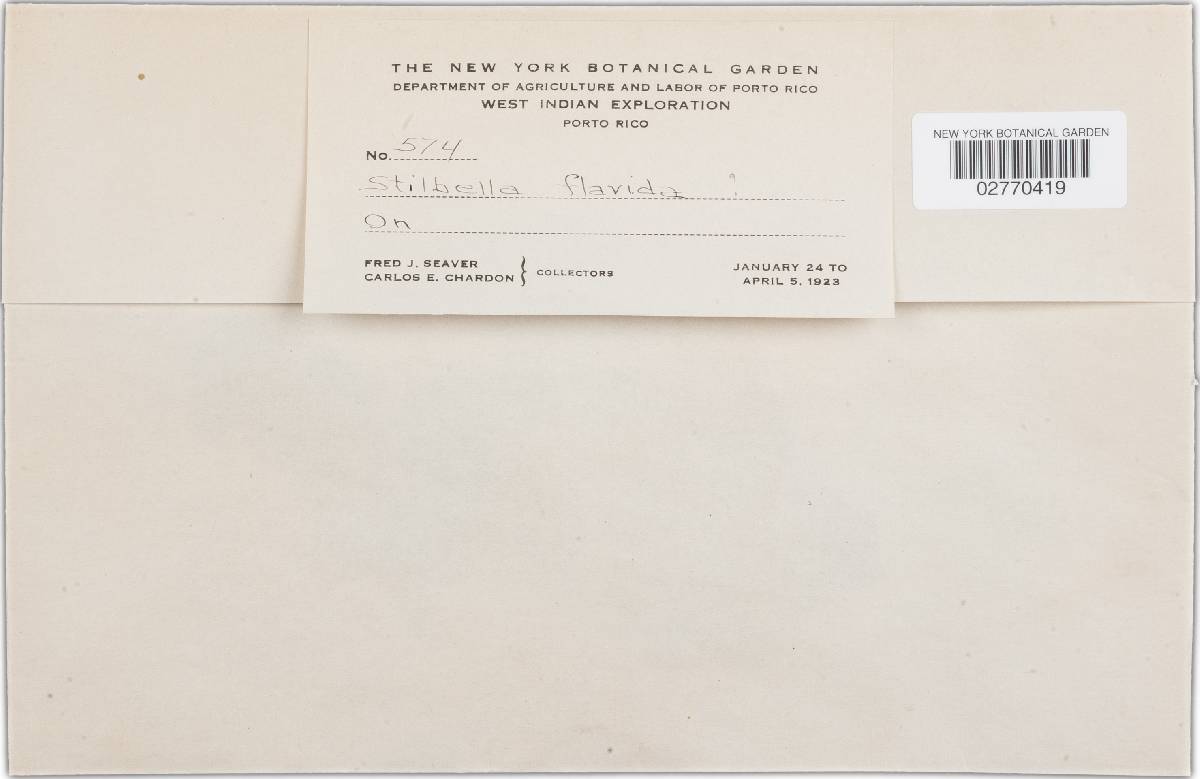 THE NEW YORK BOTANICAL GARDEN
DEPARTMENT OF AGRICULTURE AND LABOR OF PORTO RICO
WEST INDIAN EXPLORATION
PORTO RICO
No. 574
Stilbella flavida ?
On
FRED J. SEAVER
CARLOS E. CHARDON } COLLECTORS
JANUARY 24 TO
APRIL 5, 1923
NEW YORK BOTANICAL GARDEN
02770419